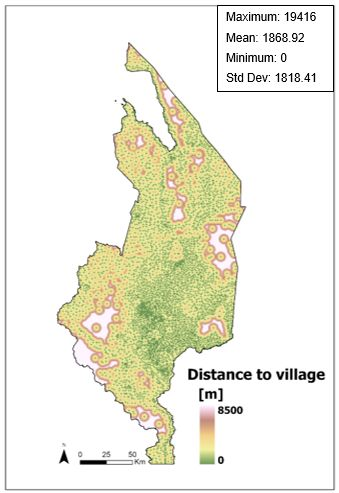 Maximum: 19416
Mean: 1868.92
Minimum: 0
Std Dev: 1818.41
Distance to village
[m]
8500
0
N
0 25 50 Km